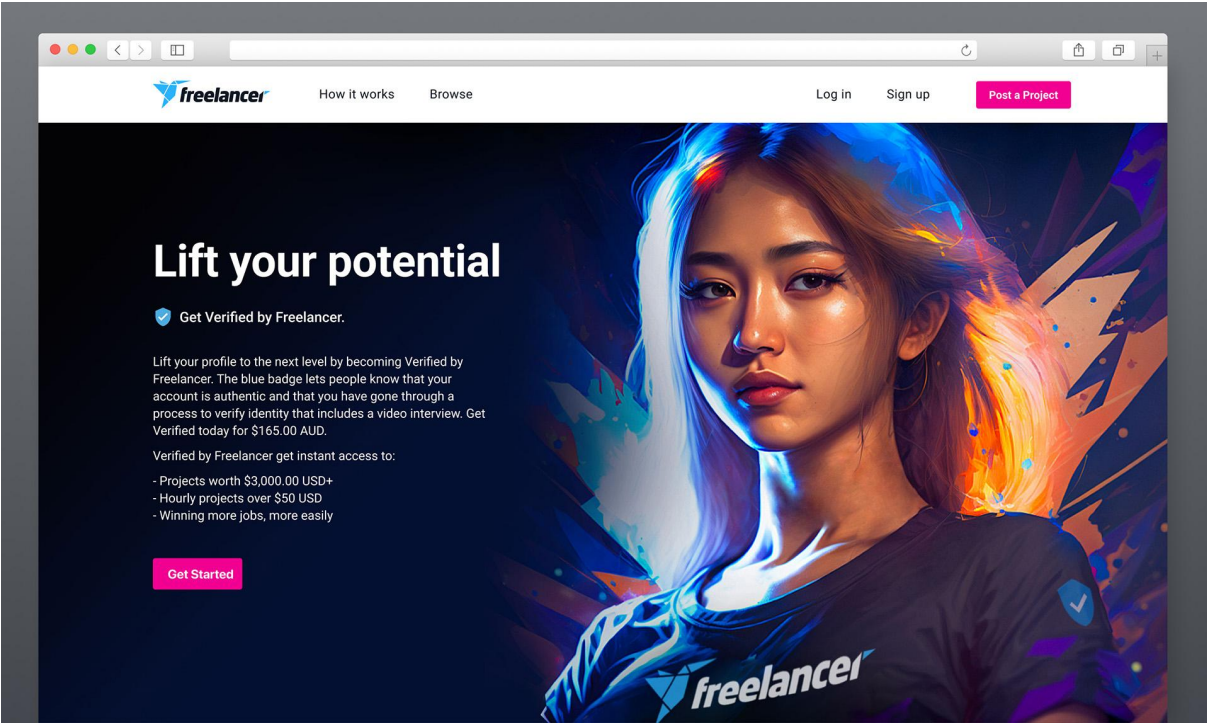 freelancer
How it works
Browse
Log in
Sign up
Post a Project
Lift your potential
Get Verified by Freelancer.
Lift your profile to the next level by becoming Verified by
Freelancer. The blue badge lets people know that your
account is authentic and that you have gone through a
process to verify identity that includes a video interview. Get
Verified today for $165.00 AUD.
Verified by Freelancer get instant access to:
- Projects worth $3,000.00 USD+
- Hourly projects over $50 USD
- Winning more jobs, more easily
Get Started
freelancer